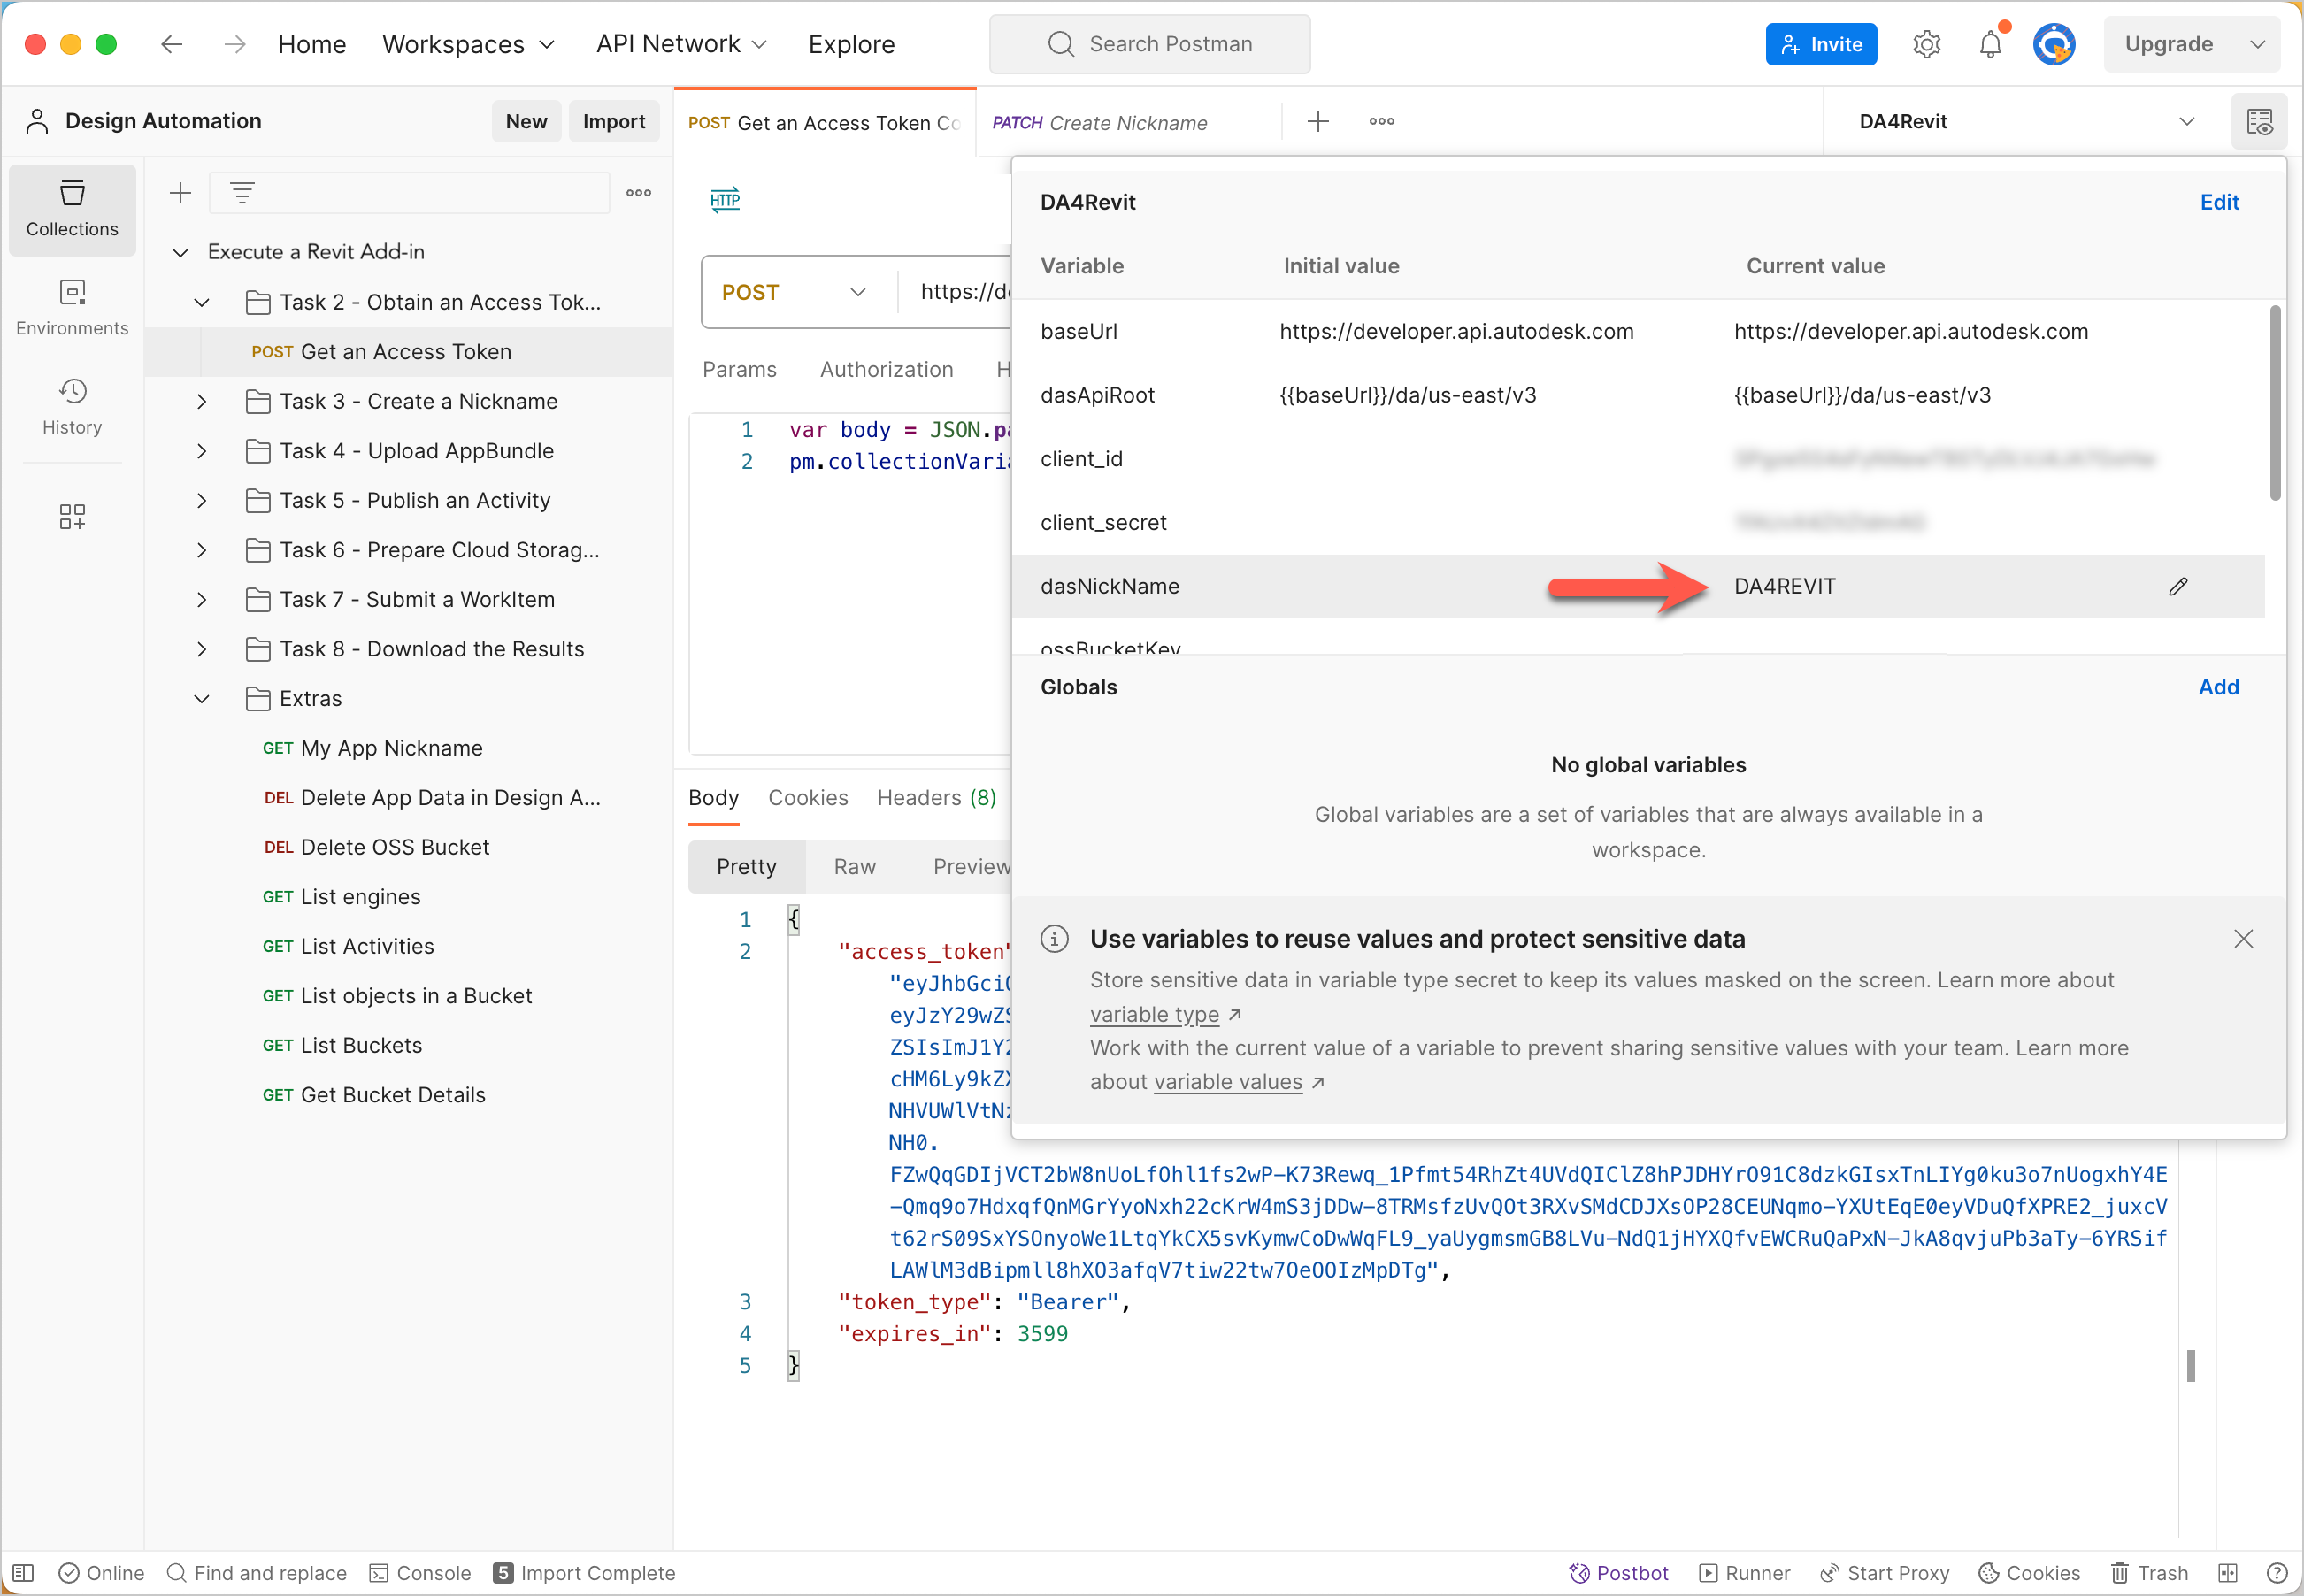 Home
Workspaces
API Network
Explore
Search Postman
Invite
Upgrade
Design Automation
New
Import
POST Get an Access Token Co
PATCH Create Nickname
DA4Revit
Collections
Environments
History
Execute a Revit Add-in
Task 2 - Obtain an Access Tok...
POST Get an Access Token
Task 3 - Create a Nickname
Task 4 - Upload AppBundle
Task 5 - Publish an Activity
Task 6 - Prepare Cloud Storag...
Task 7 - Submit a WorkItem
Task 8 - Download the Results
Extras
GET My App Nickname
DEL Delete App Data in Design A...
DEL Delete OSS Bucket
GET List engines
GET List Activities
GET List objects in a Bucket
GET List Buckets
GET Get Bucket Details
HTTP
POST
https://d
Params
Authorization
H
1 var body = JSON.pa
2 pm.collectionVaria
DA4Revit
Edit
Variable
Initial value
Current value
baseUrl
https://developer.api.autodesk.com
https://developer.api.autodesk.com
dasApiRoot
{{baseUrl}}/da/us-east/v3
{{baseUrl}}/da/us-east/v3
client_id
client_secret
dasNickName
DA4REVIT
ossBucketKey
Globals
Add
No global variables
Global variables are a set of variables that are always available in a
workspace.
Use variables to reuse values and protect sensitive data
Store sensitive data in variable type secret to keep its values masked on the screen. Learn more about
variable type ↗
Work with the current value of a variable to prevent sharing sensitive values with your team. Learn more
about variable values ↗
Body
Cookies
Headers (8)
Pretty
Raw
Preview
1 {
2 "access_token"
"eyJhbGciO
eyJzY29wZS
ZSIsImJ1Y2
cHM6Ly9kZX
NHVUWlVtNz
NH0.
FZwQqGDIjVCT2bW8nUoLfOhl1fs2wP-K73Rewq_1Pfmt54RhZt4UVdQIClZ8hPJDHYrO91C8dzkGIsxTnLIYg0ku3o7nUogxhY4E
-Qmq9o7HdxqfQnMGrYyoNxh22cKrW4mS3jDDw-8TRMsfzUvQOt3RXvSMdCDJXsOP28CEUNqmo-YXUtEqE0eyVDuQfXPRE2_juxcV
t62rS09SxYSOnyoWe1LtqYkCX5svKymwCoDwWqFL9_yaUygmsmGB8LVu-NdQ1jHYXQfvEWCRuQaPxN-JkA8qvjuPb3aTy-6YRSif
LAWlM3dBipmll8hXO3afqV7tiw22tw7OeOOIzMpDTg",
3 "token_type": "Bearer",
4 "expires_in": 3599
5 }
Online
Find and replace
Console
5 Import Complete
Postbot
Runner
Start Proxy
Cookies
Trash